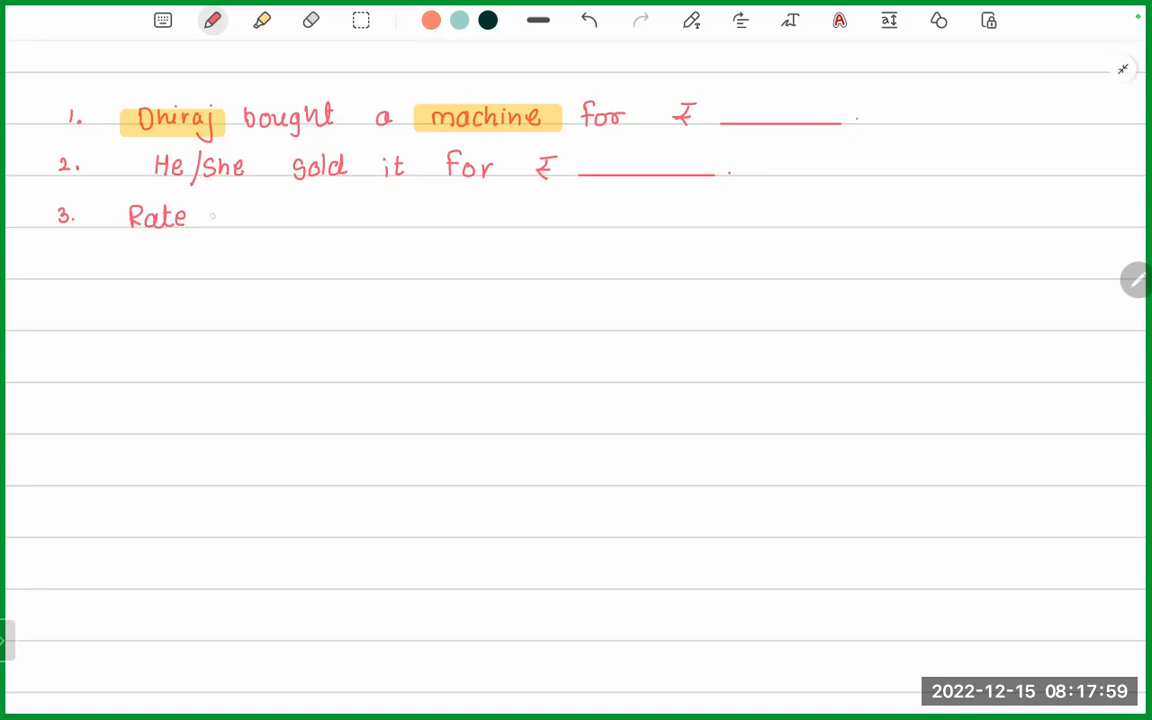 1. Dhiraj bought a machine for ₹ ________ .
2. He/She sold it for ₹ ________ .
3. Rate
2022-12-15 08:17:59